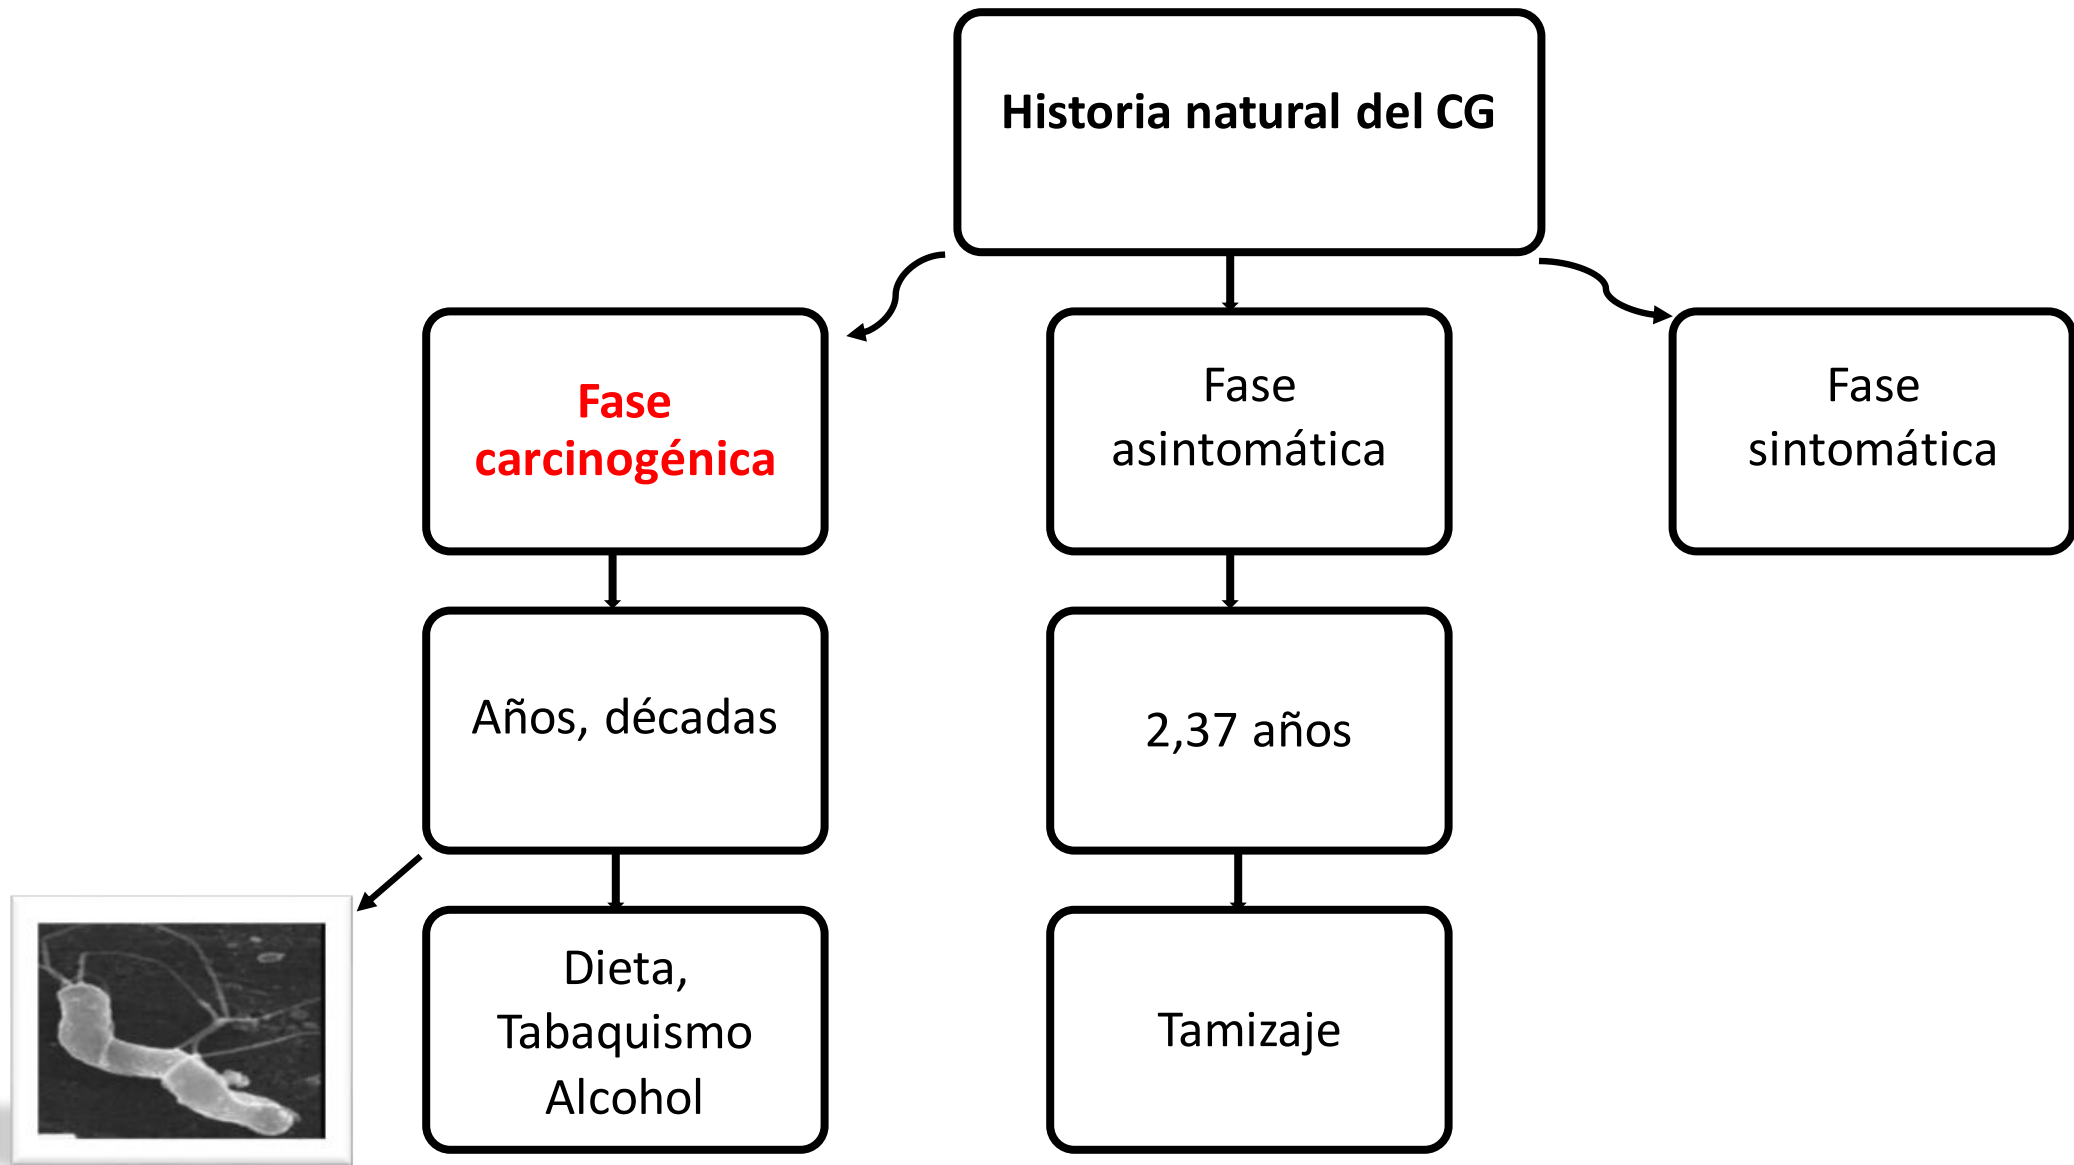 Historia natural del CG
Fase
carcinogénica
Fase
asintomática
Fase
sintomática
Años, décadas
2,37 años
Dieta,
Tabaquismo
Alcohol
Tamizaje